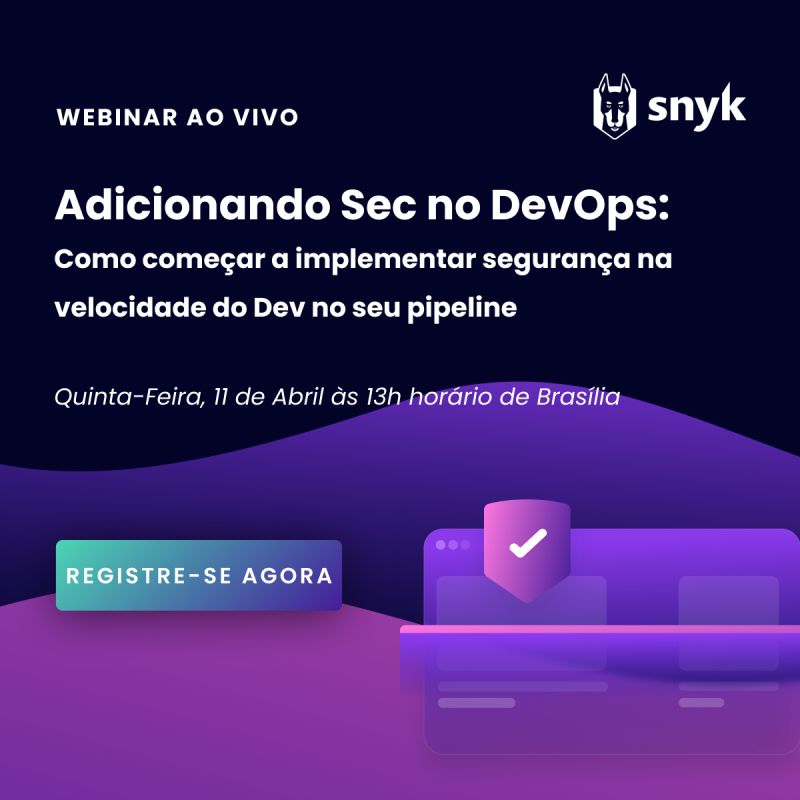 WEBINAR AO VIVO
snyk
Adicionando Sec no DevOps:
Como começar a implementar segurança na
velocidade do Dev no seu pipeline
Quinta-Feira, 11 de Abril às 13h horário de Brasília
REGISTRE-SE AGORA